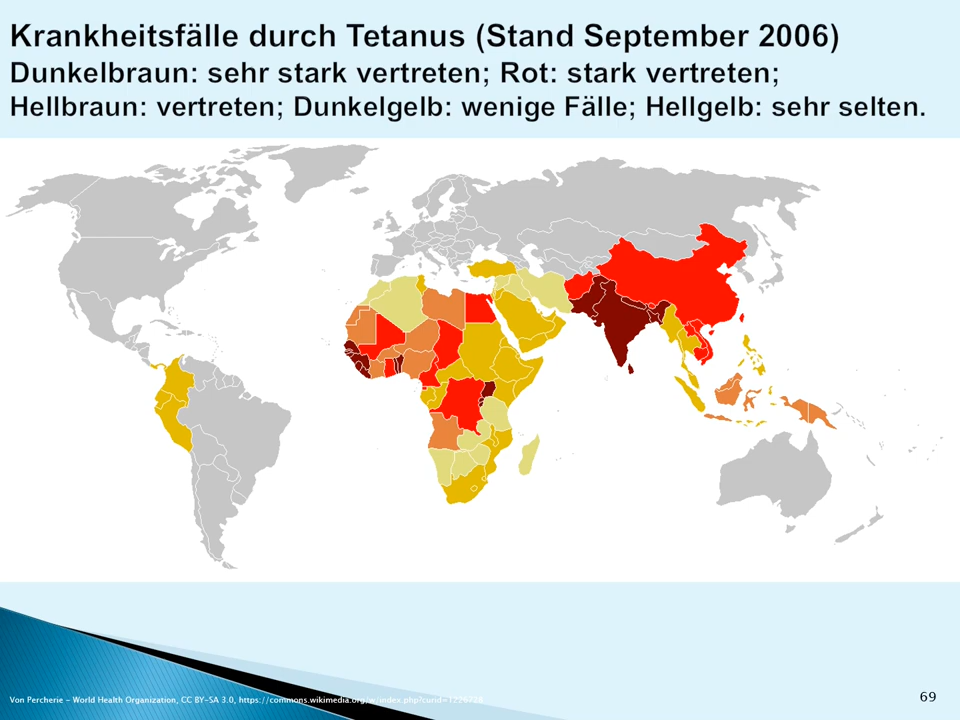 Krankheitsfälle durch Tetanus (Stand September 2006)
Dunkelbraun: sehr stark vertreten; Rot: stark vertreten;
Hellbraun: vertreten; Dunkelgelb: wenige Fälle; Hellgelb: sehr selten.
Von Percherie - World Health Organization, CC BY-SA 3.0, https://commons.wikimedia.org/w/index.php?curid=1229728
69